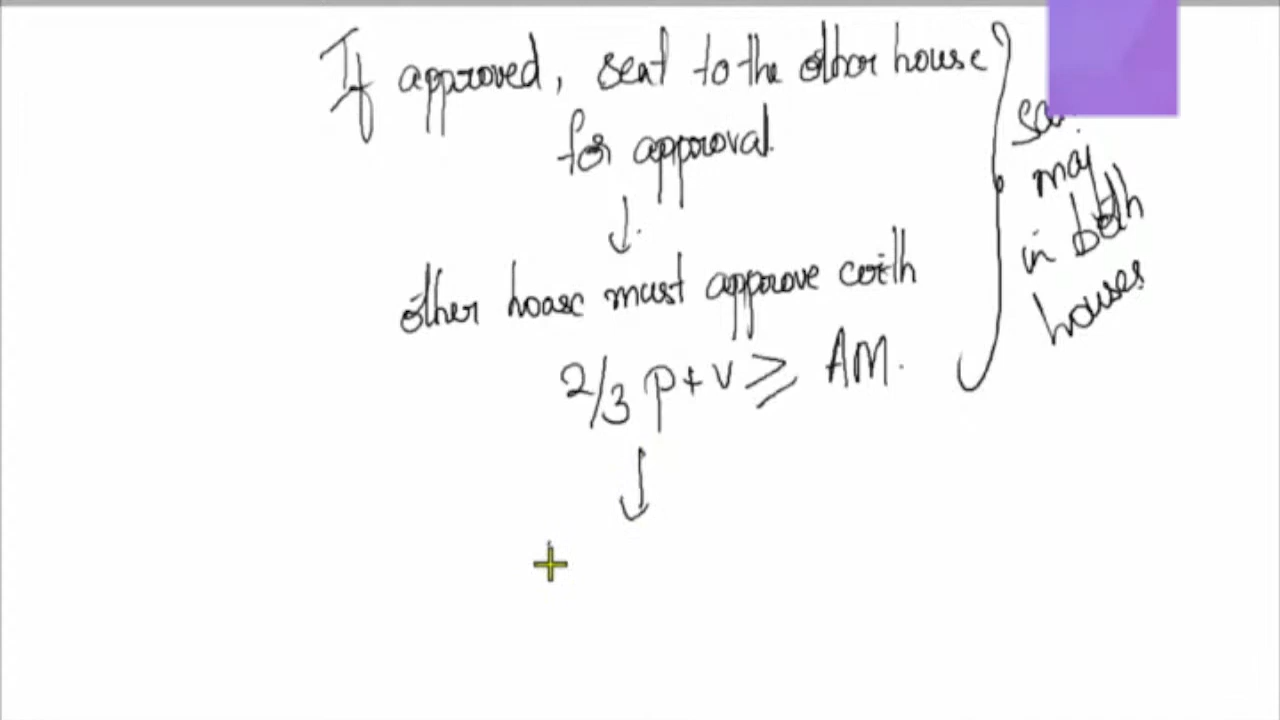 If approved, sent to the other house
for approval.
↓
other house must approve with
2/3 p+v ≥ AM.
↓
maj
in both
houses